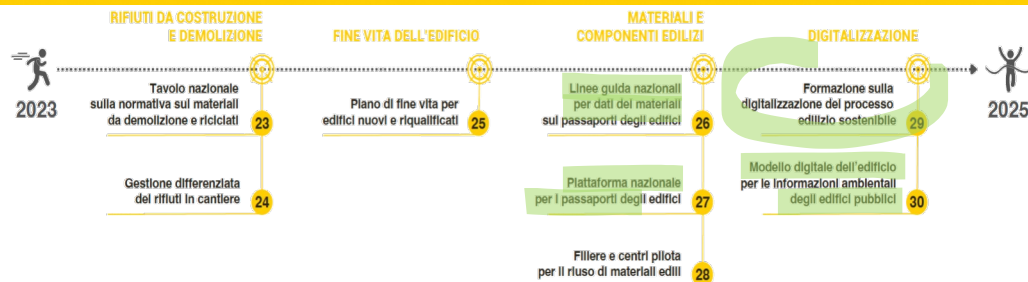 RIFIUTI DA COSTRUZIONE
E DEMOLIZIONE
FINE VITA DELL'EDIFICIO
MATERIALI E
COMPONENTI EDILIZI
DIGITALIZZAZIONE
2023
2025
Tavolo nazionale
sulla normativa sui materiali
da demolizione e riciclati
23
Gestione differenziata
dei rifiuti in cantiere
24
Piano di fine vita per
edifici nuovi e riqualificati
25
Linee guida nazionali
per dati dei materiali
sui passaporti degli edifici
26
Piattaforma nazionale
per i passaporti degli edifici
27
Filiere e centri pilota
per il riuso di materiali edili
28
Formazione sulla
digitalizzazione del processo
edilizio sostenibile
29
Modello digitale dell'edificio
per le informazioni ambientali
degli edifici pubblici
30